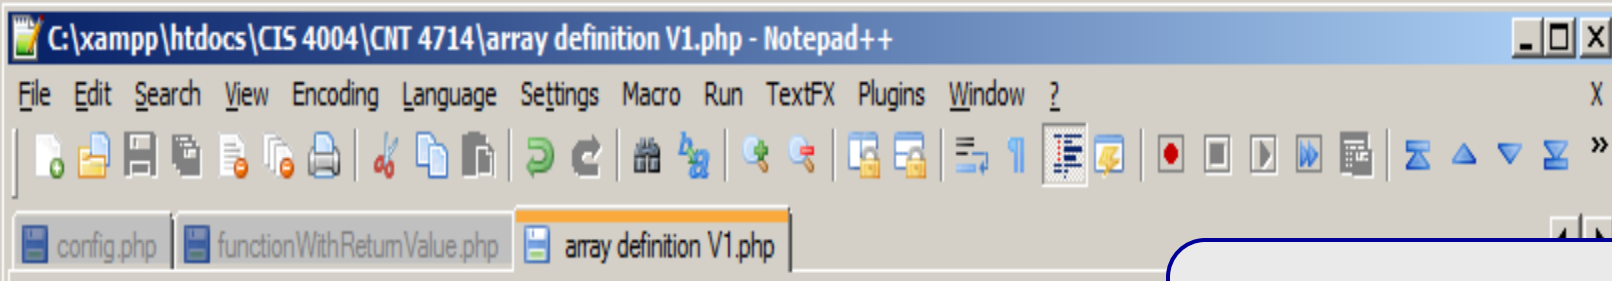 C:\xampp\htdocs\CIS 4004\CNT 4714\array definition V1.php - Notepad++
File Edit Search View Encoding Language Settings Macro Run TextFX Plugins Window ? X
config.php functionWithReturnValue.php array definition V1.php